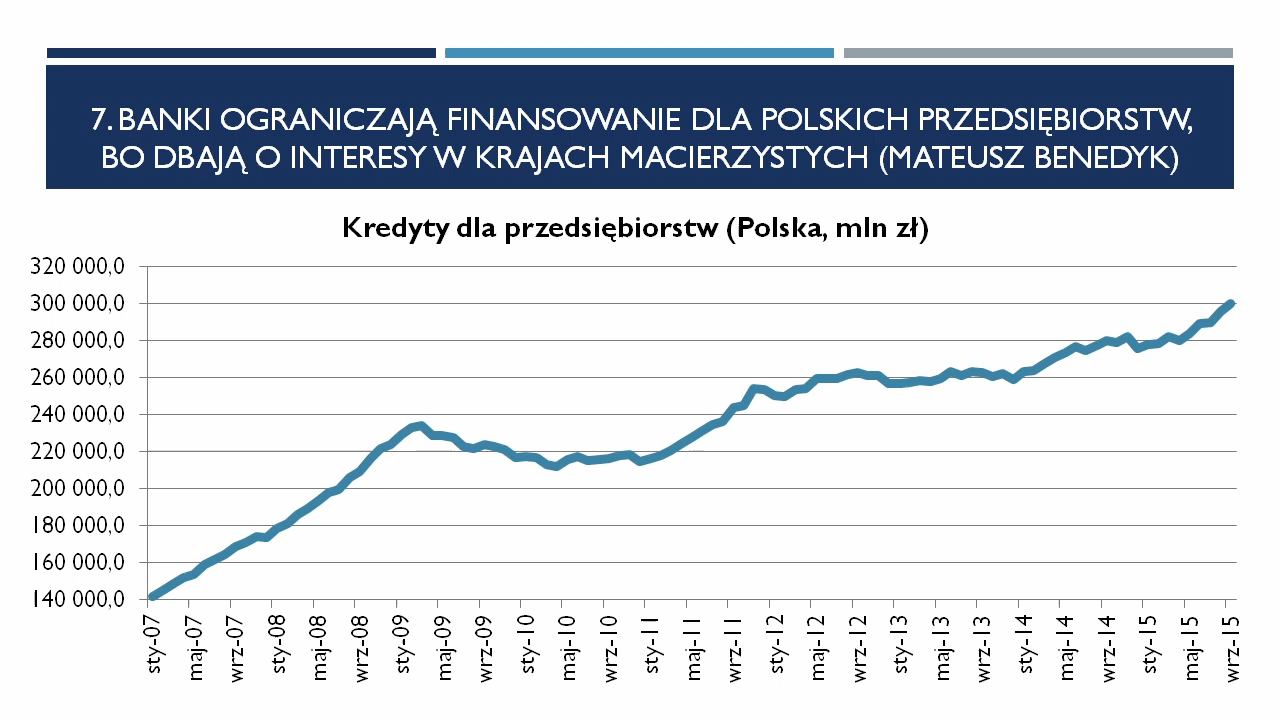 7. BANKI OGRANICZAJĄ FINANSOWANIE DLA POLSKICH PRZEDSIĘBIORSTW,
BO DBAJĄ O INTERESY W KRAJACH MACIERZYSTYCH (MATEUSZ BENEDYK)
Kredyty dla przedsiębiorstw (Polska, mln zł)
320 000,0
300 000,0
280 000,0
260 000,0
240 000,0
220 000,0
200 000,0
180 000,0
160 000,0
140 000,0
sty-07
maj-07
wrz-07
sty-08
maj-08
wrz-08
sty-09
maj-09
wrz-09
sty-10
maj-10
wrz-10
sty-11
maj-11
wrz-11
sty-12
maj-12
wrz-12
sty-13
maj-13
wrz-13
sty-14
maj-14
wrz-14
sty-15
maj-15
wrz-15